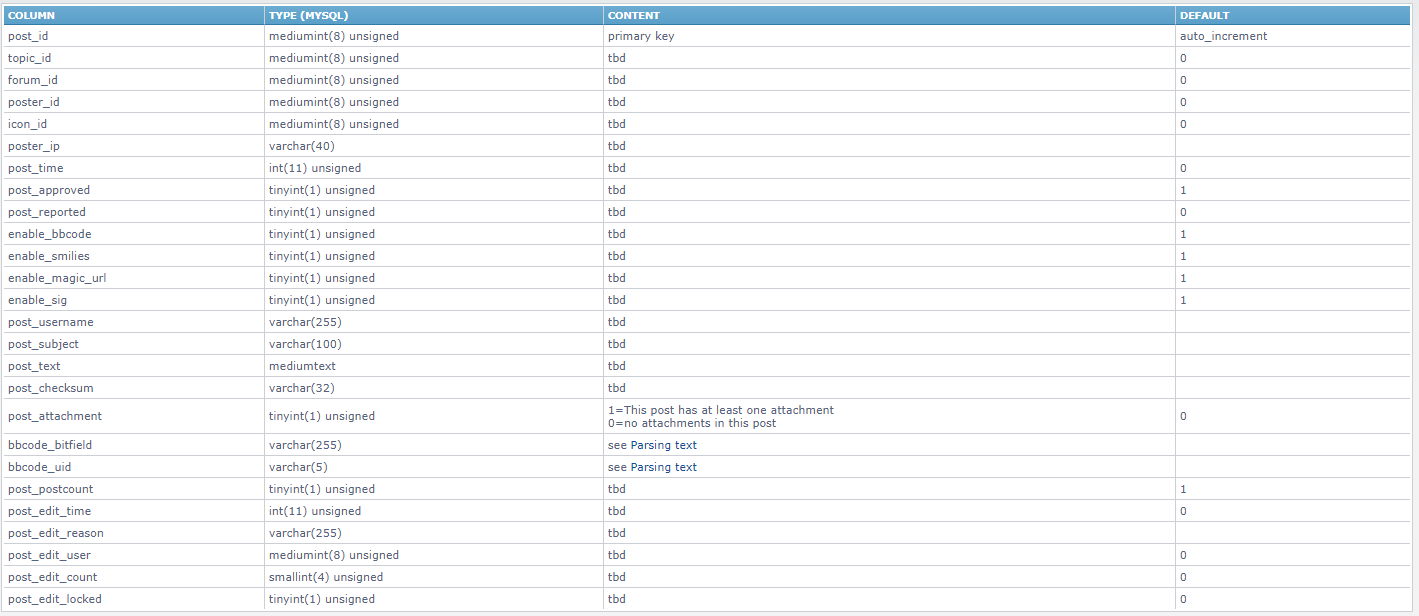 COLUMN TYPE (MYSQL) CONTENT DEFAULT
post_id mediumint(8) unsigned primary key auto_increment
topic_id mediumint(8) unsigned tbd 0
forum_id mediumint(8) unsigned tbd 0
poster_id mediumint(8) unsigned tbd 0
icon_id mediumint(8) unsigned tbd 0
poster_ip varchar(40) tbd
post_time int(11) unsigned tbd 0
post_approved tinyint(1) unsigned tbd 1
post_reported tinyint(1) unsigned tbd 0
enable_bbcode tinyint(1) unsigned tbd 1
enable_smilies tinyint(1) unsigned tbd 1
enable_magic_url tinyint(1) unsigned tbd 1
enable_sig tinyint(1) unsigned tbd 1
post_username varchar(255) tbd
post_subject varchar(100) tbd
post_text mediumtext tbd
post_checksum varchar(32) tbd
post_attachment tinyint(1) unsigned 1=This post has at least one attachment 0
0=no attachments in this post
bbcode_bitfield varchar(255) see Parsing text
bbcode_uid varchar(5) see Parsing text
post_postcount tinyint(1) unsigned tbd 1
post_edit_time int(11) unsigned tbd 0
post_edit_reason varchar(255) tbd
post_edit_user mediumint(8) unsigned tbd 0
post_edit_count smallint(4) unsigned tbd 0
post_edit_locked tinyint(1) unsigned tbd 0